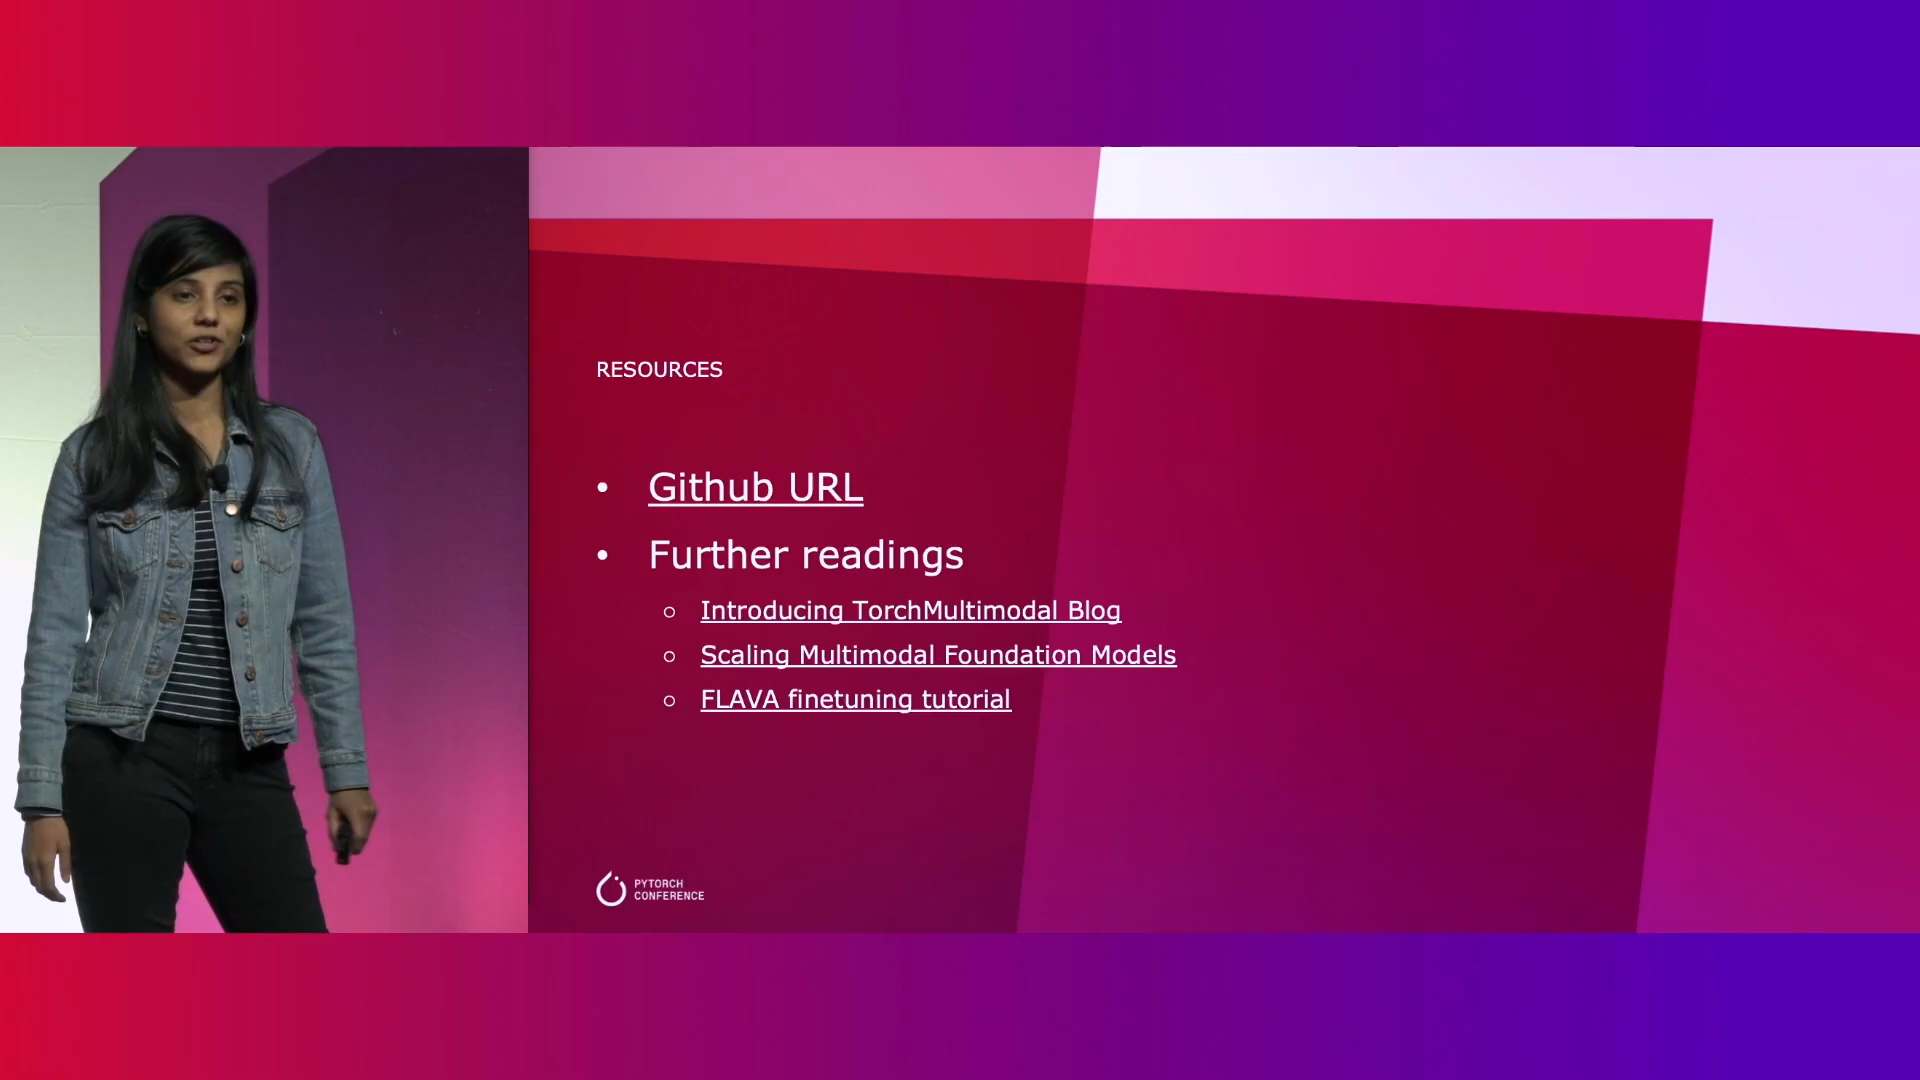 RESOURCES
• Github URL
• Further readings
○ Introducing TorchMultimodal Blog
○ Scaling Multimodal Foundation Models
○ FLAVA finetuning tutorial
PYTORCH
CONFERENCE